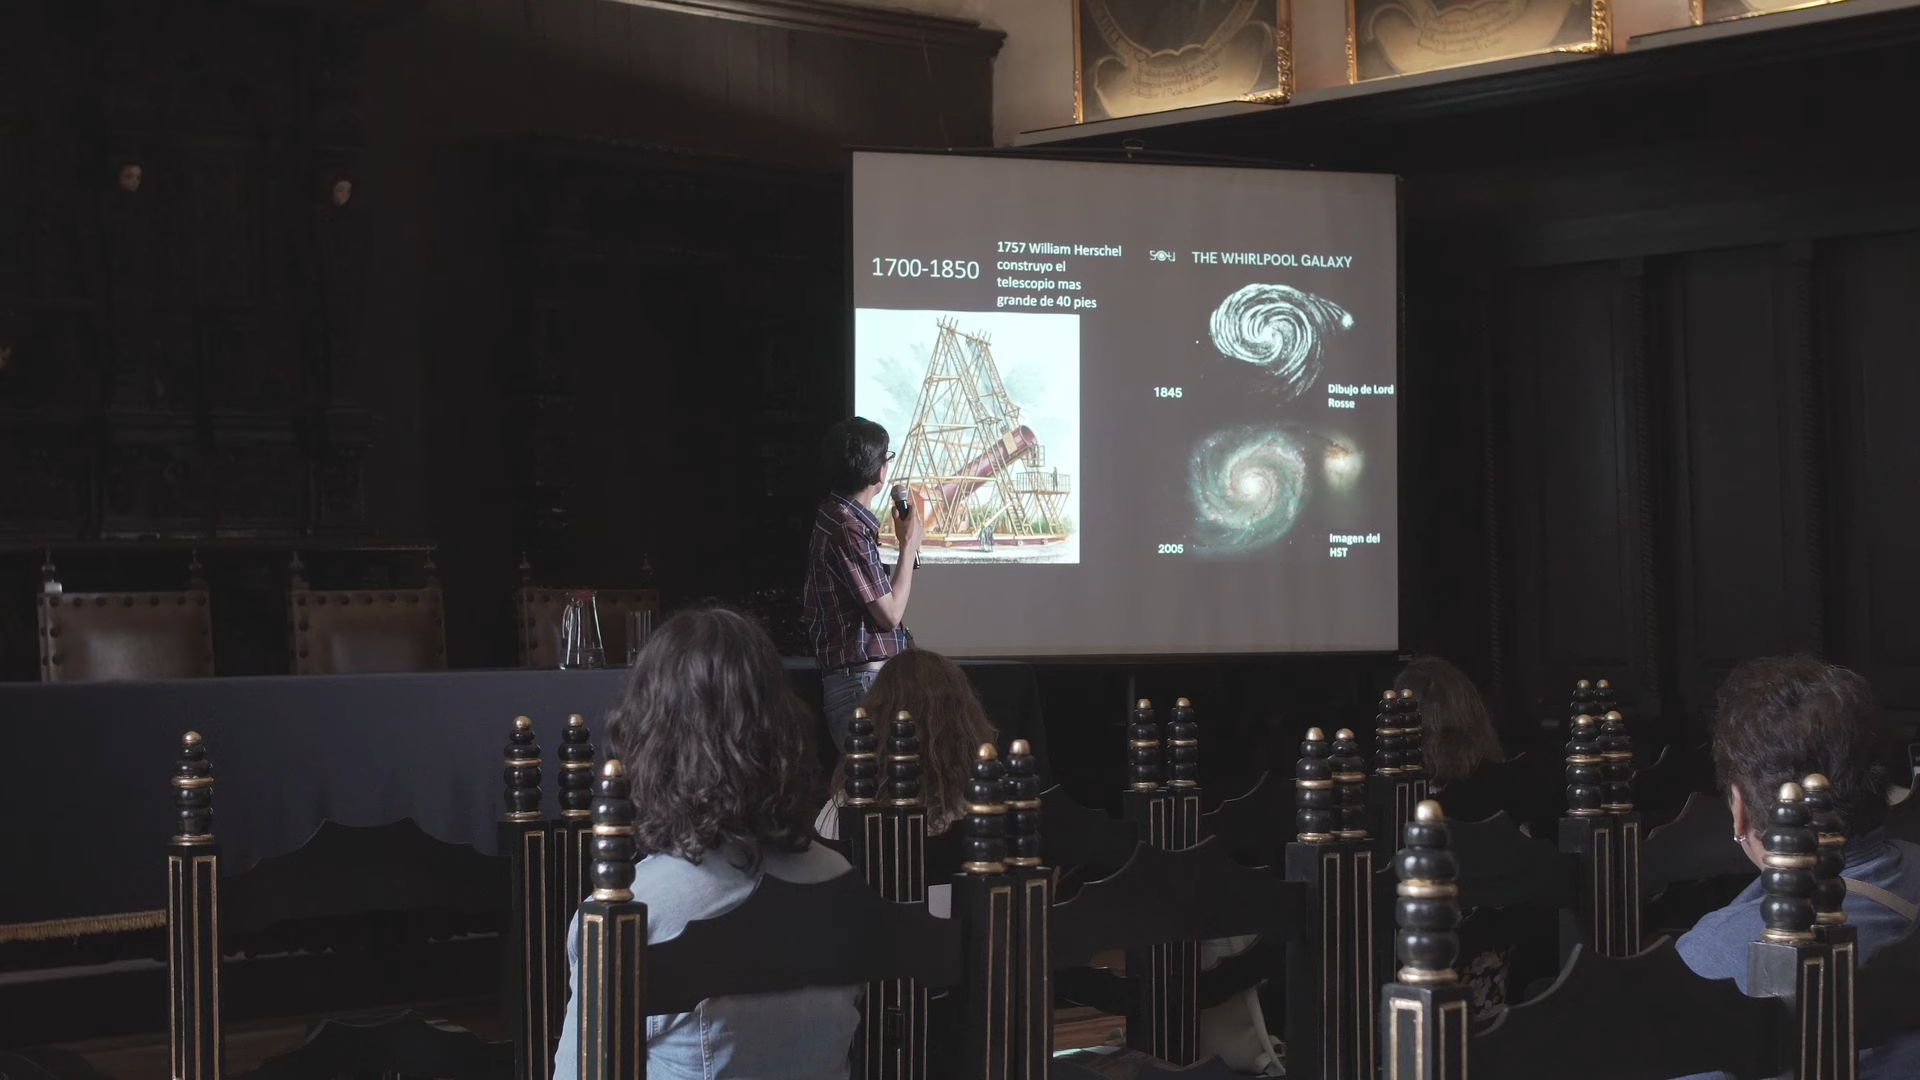 1700-1850
1757 William Herschel
construyo el
telescopio mas
grande de 40 pies
THE WHIRLPOOL GALAXY
1845
Dibujo de Lord
Rosse
2005
Imagen del
HST